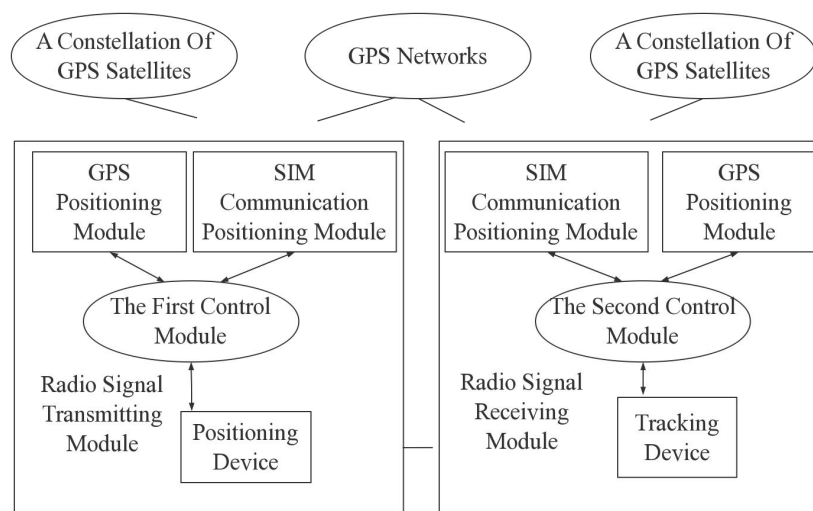 A Constellation Of
GPS Satellites
GPS Networks
A Constellation Of
GPS Satellites
GPS
Positioning
Module
SIM
Communication
Positioning Module
The First Control
Module
Radio Signal
Transmitting
Module
Positioning
Device
SIM
Communication
Positioning Module
GPS
Positioning
Module
The Second Control
Module
Radio Signal
Receiving
Module
Tracking
Device